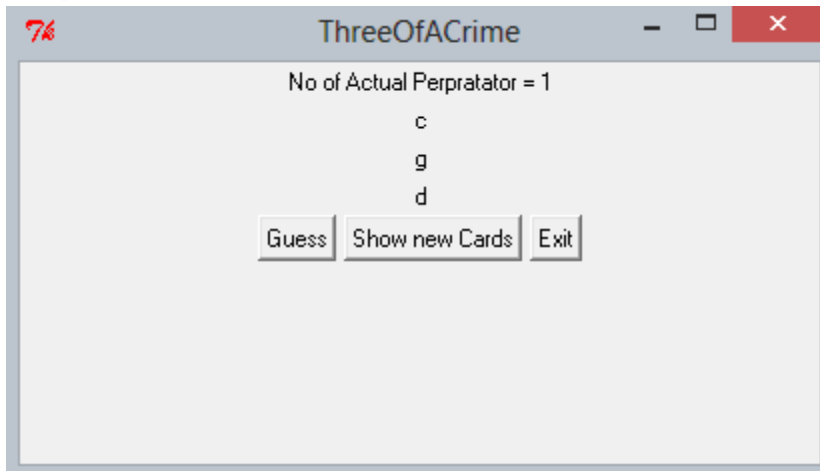 ThreeOfACrime
No of Actual Perpratator = 1
c
g
d
Guess Show new Cards Exit